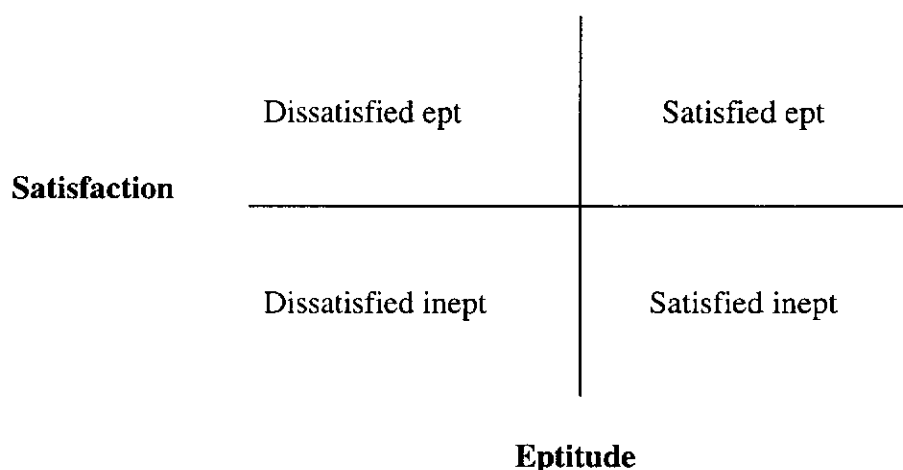 Dissatisfied ept Satisfied ept
Satisfaction
Dissatisfied inept Satisfied inept
Eptitude